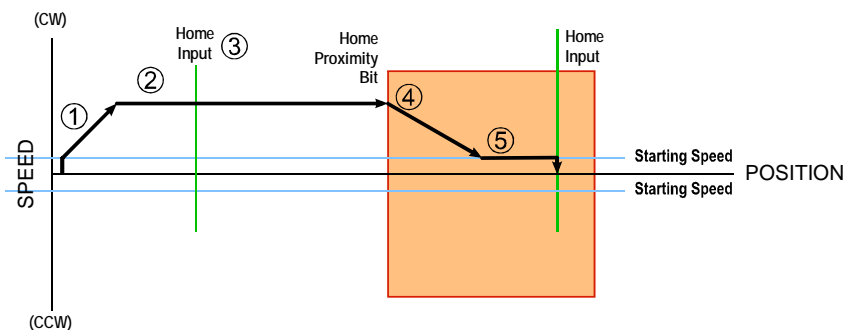 (CW)
Home
Input ③
Home
Proximity
Bit
Home
Input
①
②
④
⑤
SPEED
Starting Speed
POSITION
Starting Speed
(CCW)